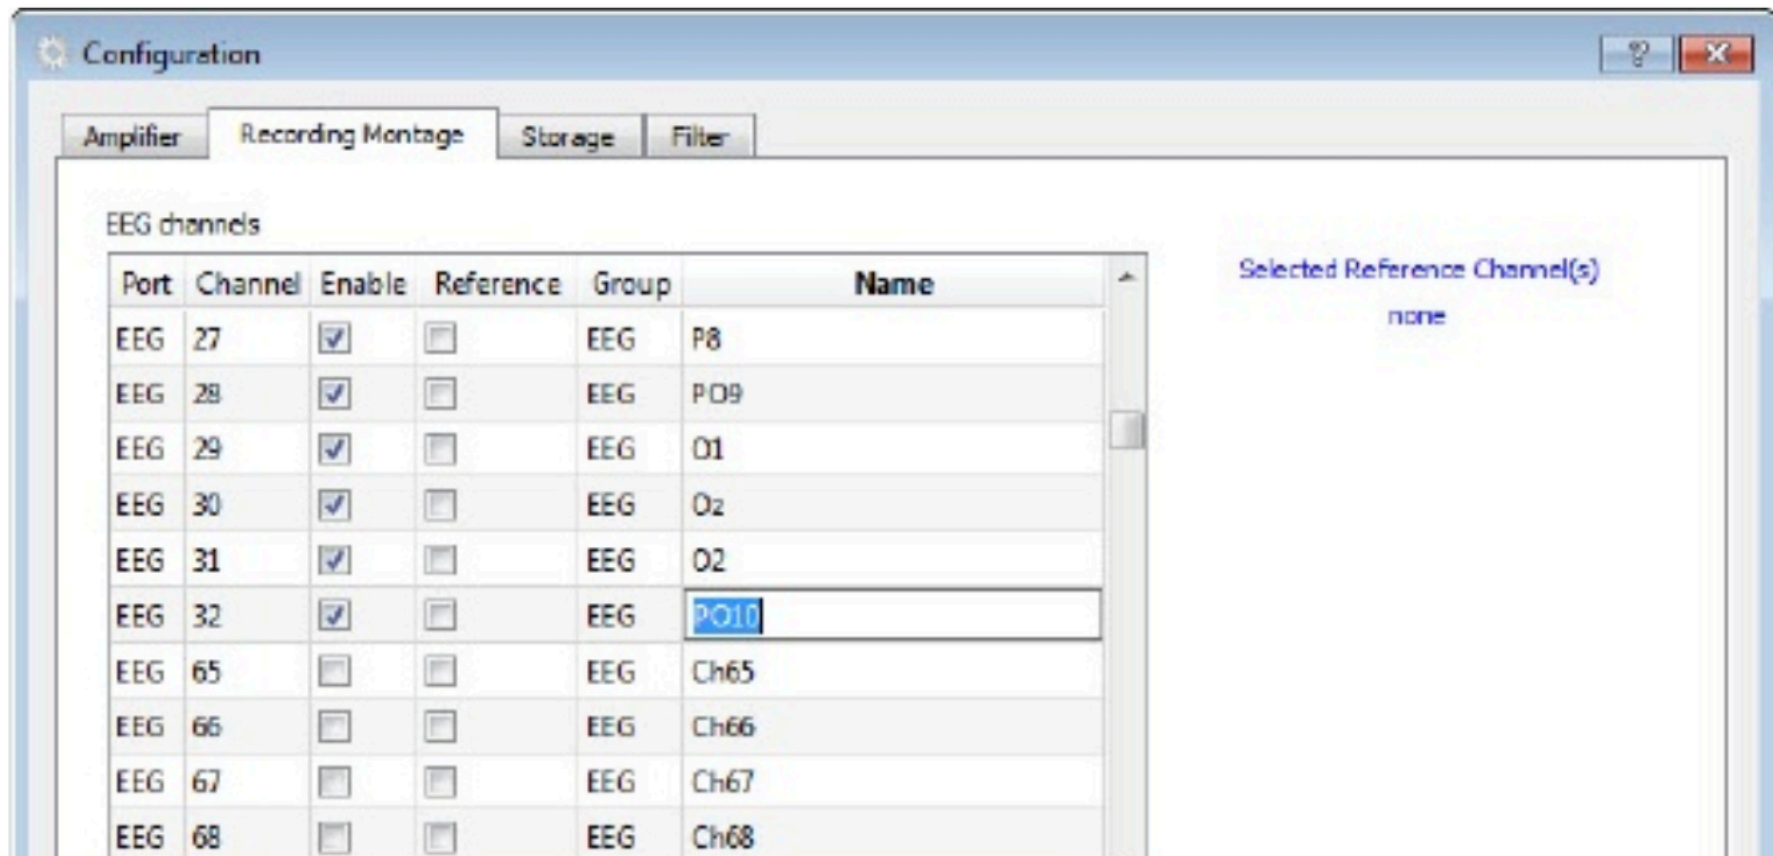 Configuration
Amplifier Recording Montage Storage Filter
EEG channels
Selected Reference Channel(s)
none
Port Channel Enable Reference Group Name
EEG 27 EEG P8
EEG 28 EEG PO9
EEG 29 EEG O1
EEG 30 EEG Oz
EEG 31 EEG O2
EEG 32 EEG PO10
EEG 65 EEG Ch65
EEG 66 EEG Ch66
EEG 67 EEG Ch67
EEG 68 EEG Ch68